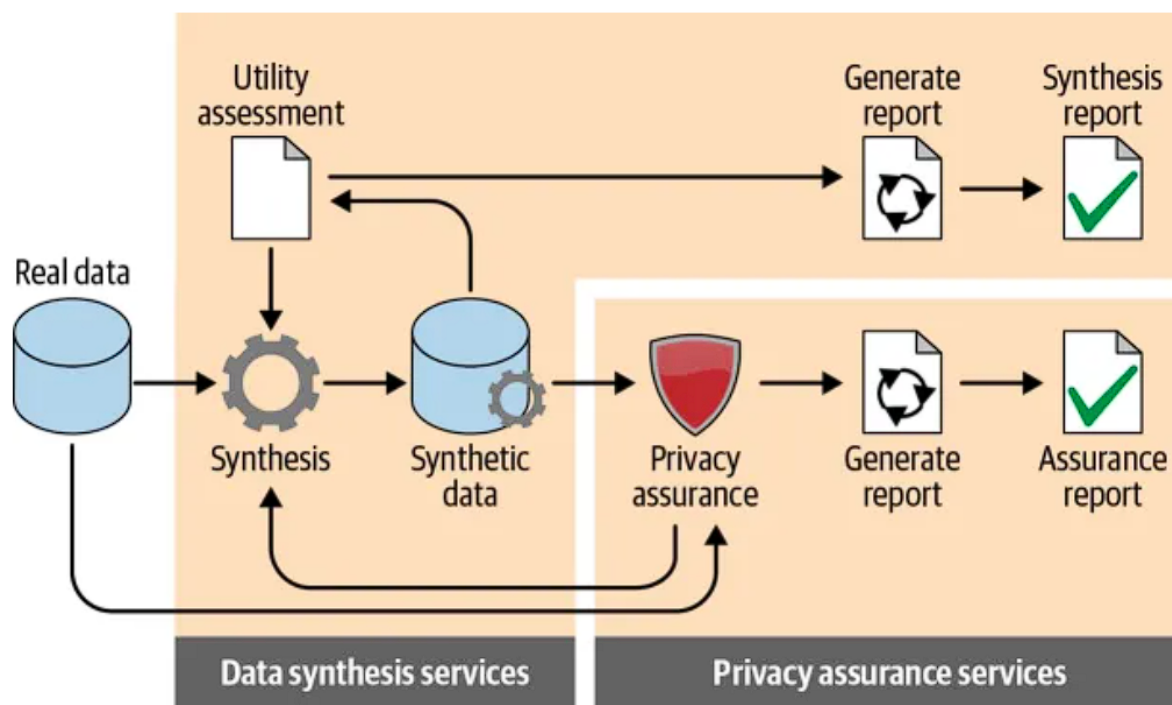 Utility
assessment
Generate
report
Synthesis
report
Real data
Synthesis
Synthetic
data
Privacy
assurance
Generate
report
Assurance
report
Data synthesis services
Privacy assurance services